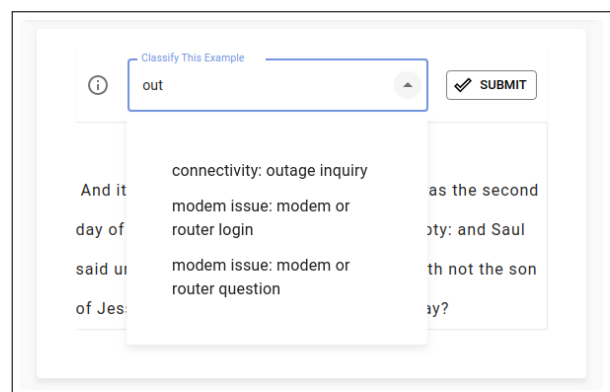 Classify This Example
out
SUBMIT
connectivity: outage inquiry
And it as the second
modem issue: modem or
day of oty: and Saul
router login
modem issue: modem or
said th not the son
router question
of Jes ay?